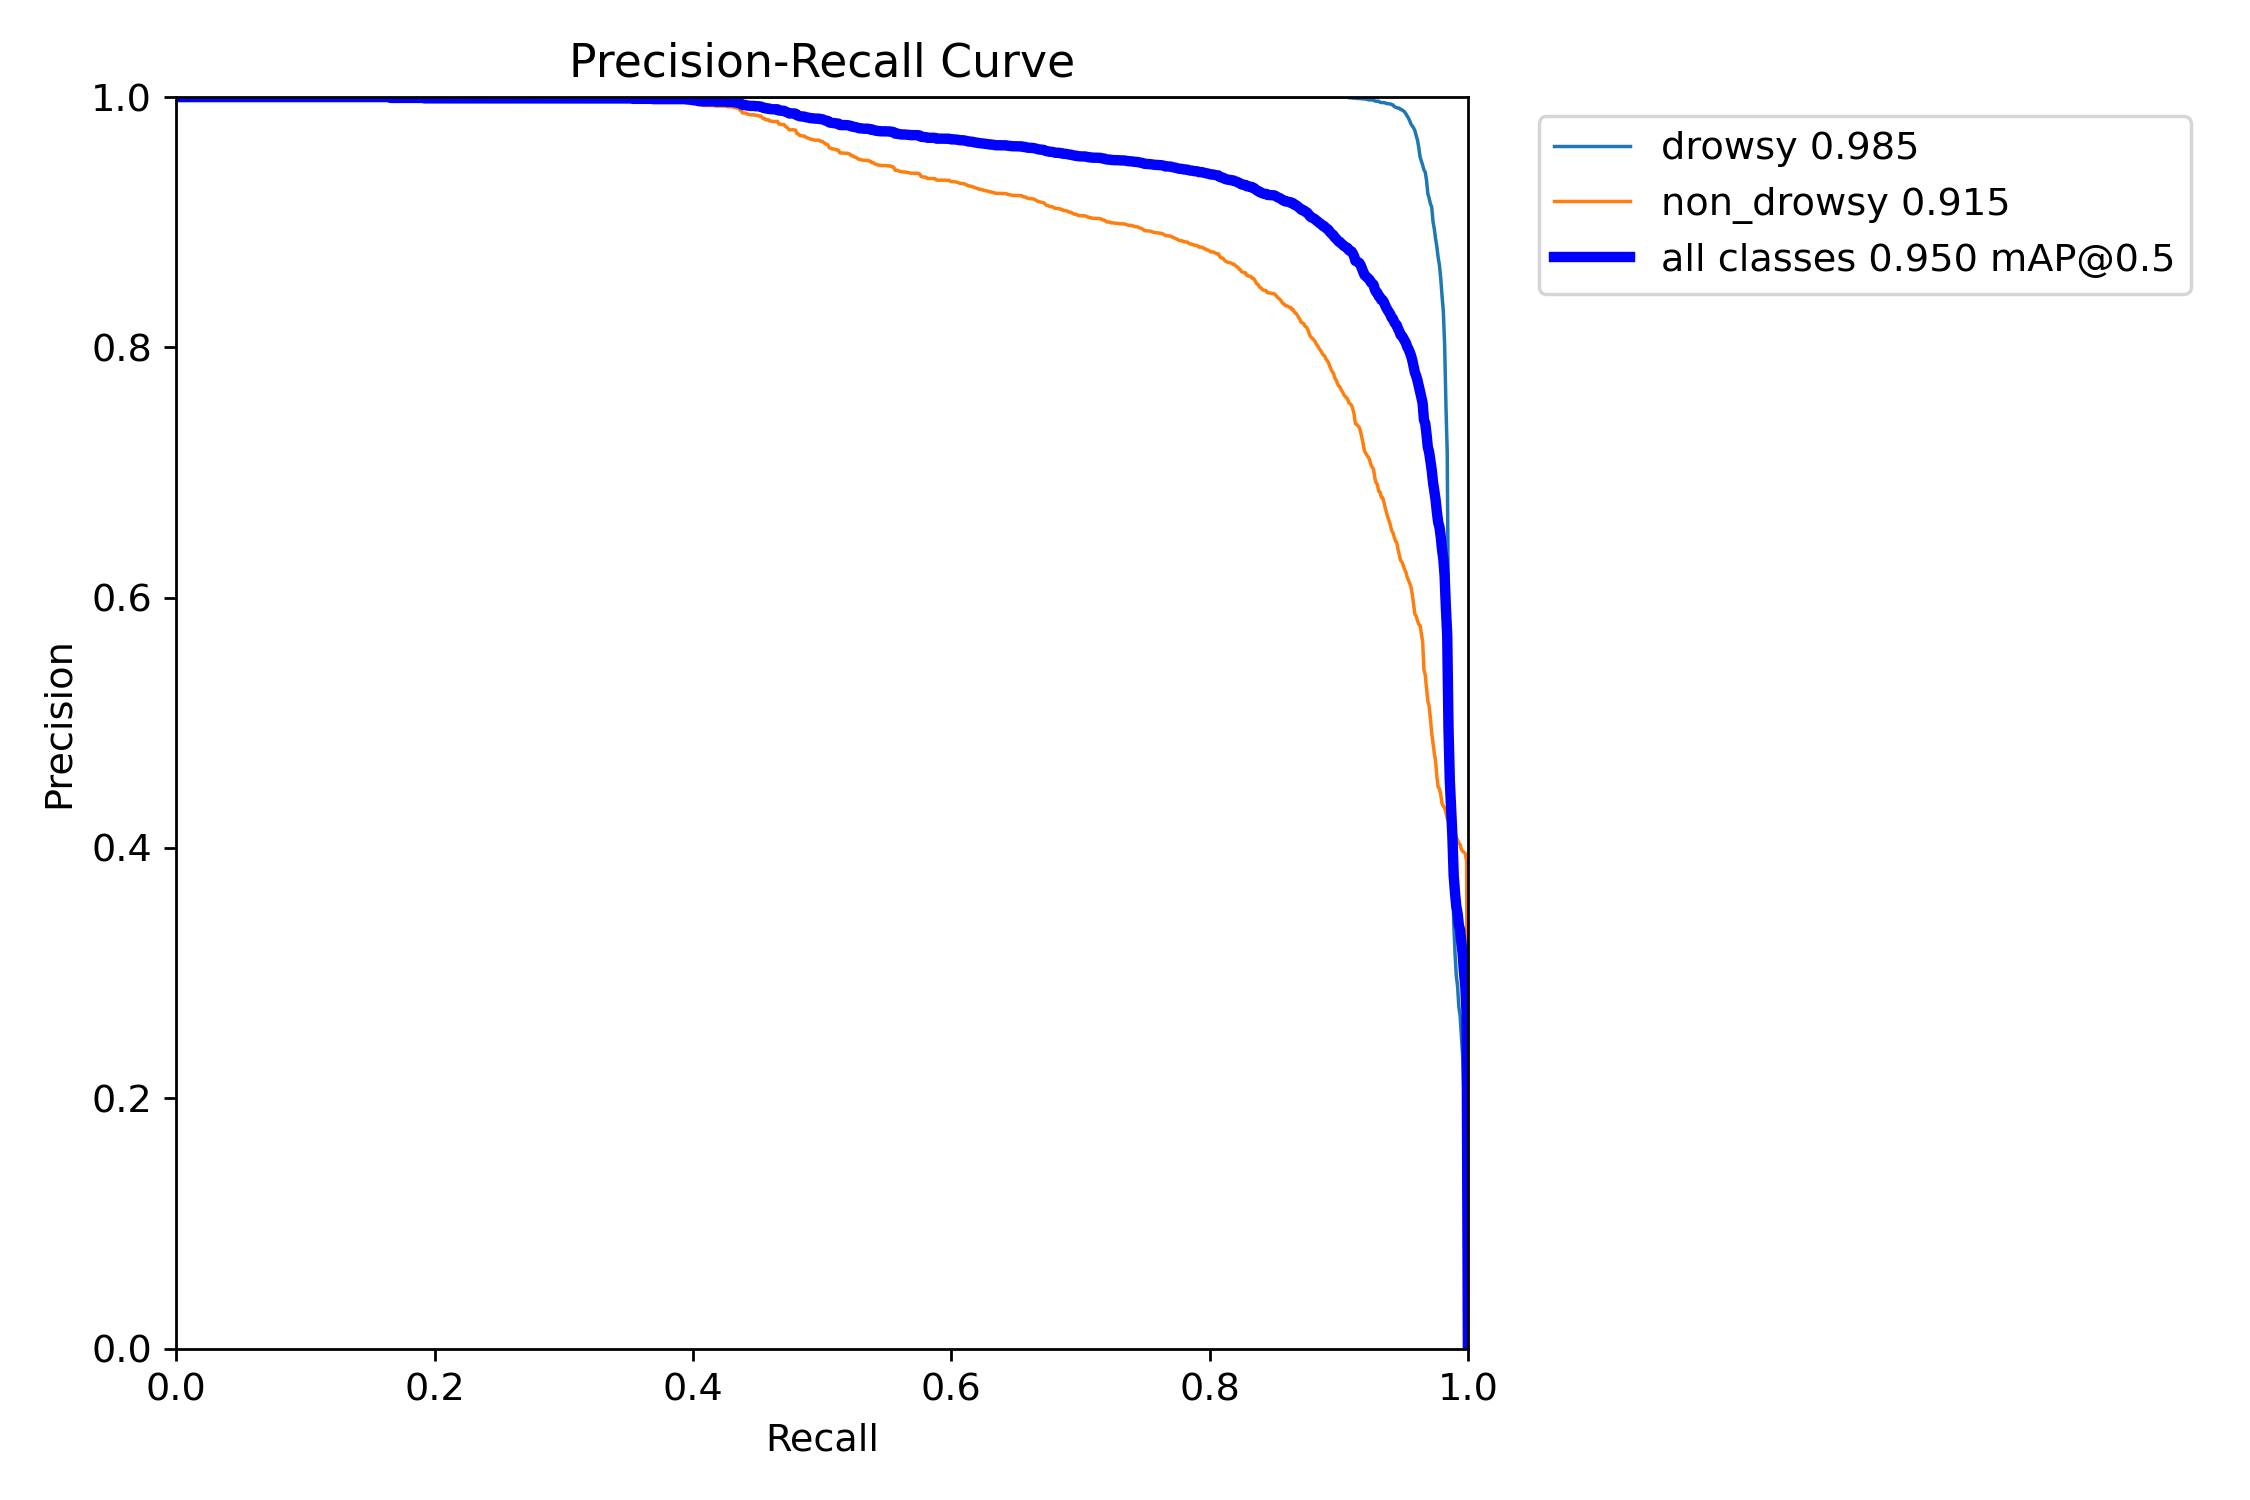 Precision-Recall Curve
1.0
0.8
0.6
0.4
0.2
0.0
Precision
0.0 0.2 0.4 0.6 0.8 1.0
Recall
drowsy 0.985
non_drowsy 0.915
all classes 0.950 mAP@0.5